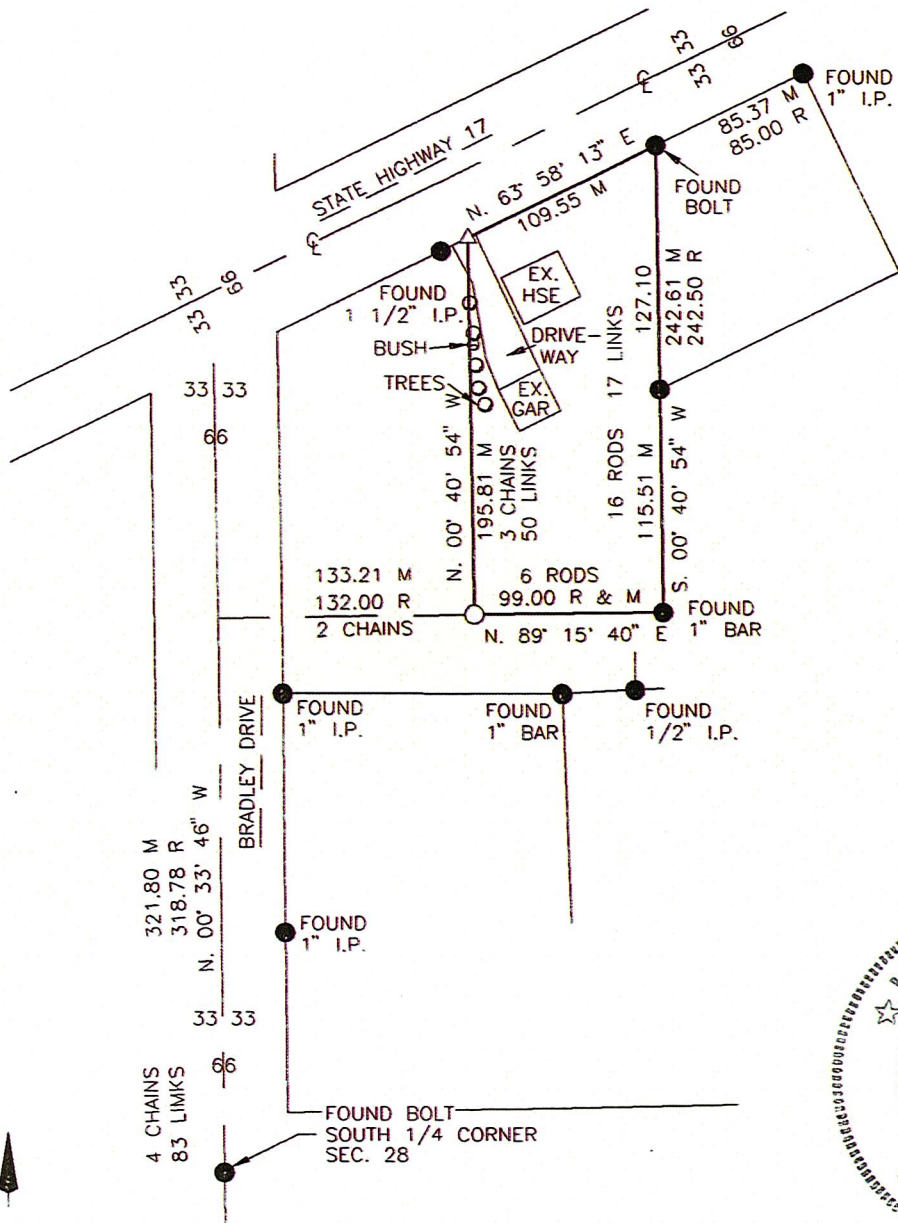 33
33
66
℄
33
33
66
FOUND
1" I.P.
85.37 M
85.00 R
STATE HIGHWAY 17
N. 63° 58' 13" E
109.55 M
FOUND
BOLT
℄
33
33
66
EX.
HSE
FOUND
1 1/2" I.P.
BUSH
DRIVE-
WAY
TREES
EX.
GAR
33
33
66
N. 00° 40' 54" W
195.81 M
3 CHAINS
50 LINKS
16 RODS 17 LINKS
127.10
115.51 M
242.61 M
242.50 R
S. 00° 40' 54" W
133.21 M
132.00 R
2 CHAINS
6 RODS
99.00 R & M
N. 89° 15' 40" E
FOUND
1" BAR
FOUND
1" I.P.
FOUND
1" BAR
FOUND
1/2" I.P.
BRADLEY DRIVE
321.80 M
318.78 R
N. 00° 33' 46" W
FOUND
1" I.P.
33
33
66
4 CHAINS
83 LIMKS
FOUND BOLT
SOUTH 1/4 CORNER
SEC. 28